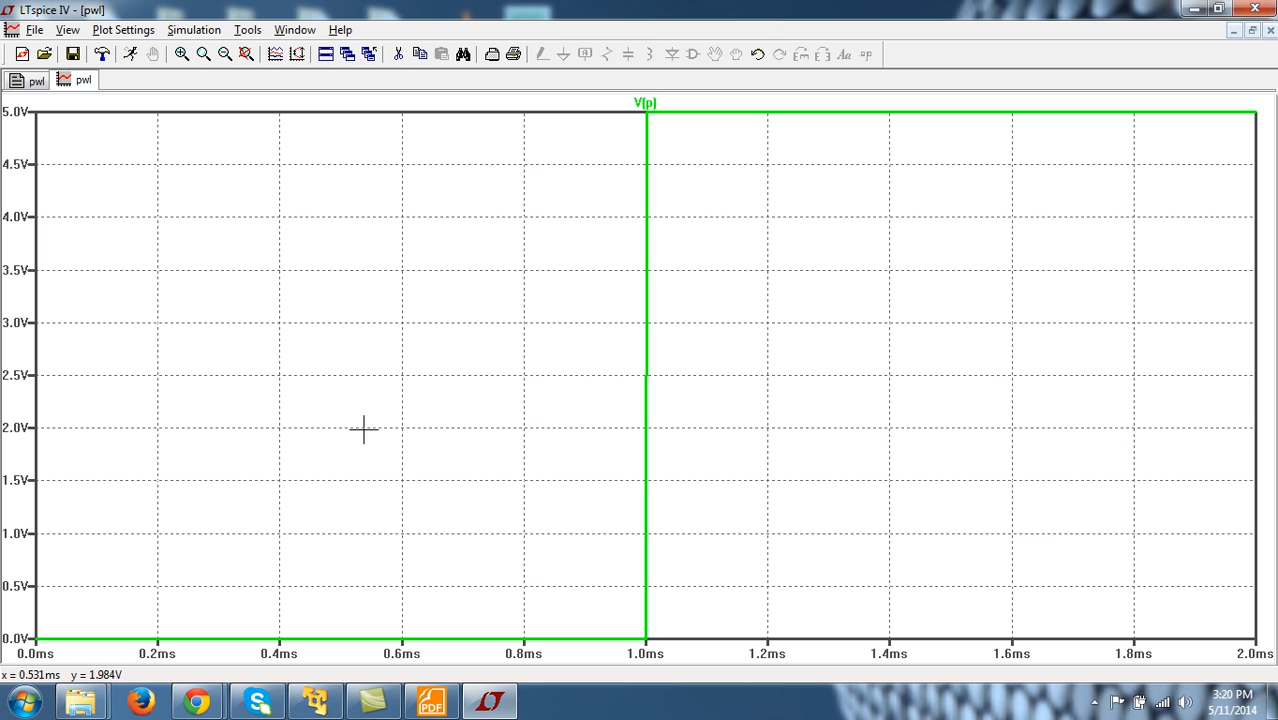 LTspice IV - [pwl]
File View Plot Settings Simulation Tools Window Help
pwl pwl
V(p)
5.0V
4.5V
4.0V
3.5V
3.0V
2.5V
2.0V
1.5V
1.0V
0.5V
0.0V
0.0ms 0.2ms 0.4ms 0.6ms 0.8ms 1.0ms 1.2ms 1.4ms 1.6ms 1.8ms 2.0ms
x = 0.531ms y = 1.984V
PDF
3:20 PM
5/11/2014